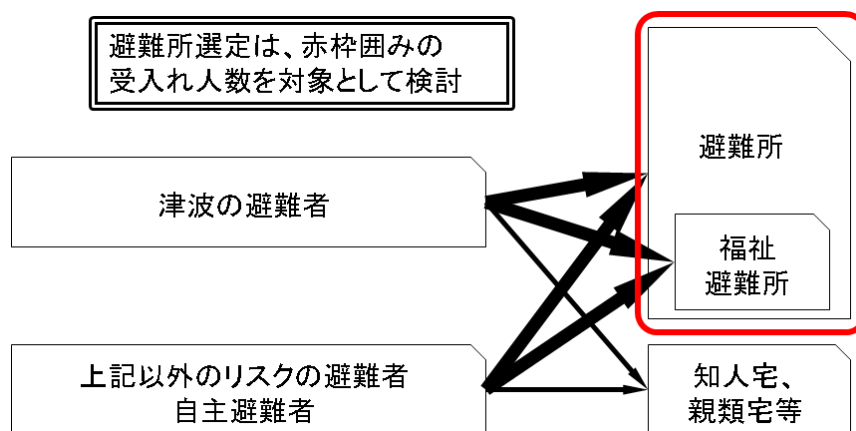 避難所選定は、赤枠囲みの
受入れ人数を対象として検討
避難所
津波の避難者
福祉
避難所
上記以外のリスクの避難者
自主避難者
知人宅、
親類宅等